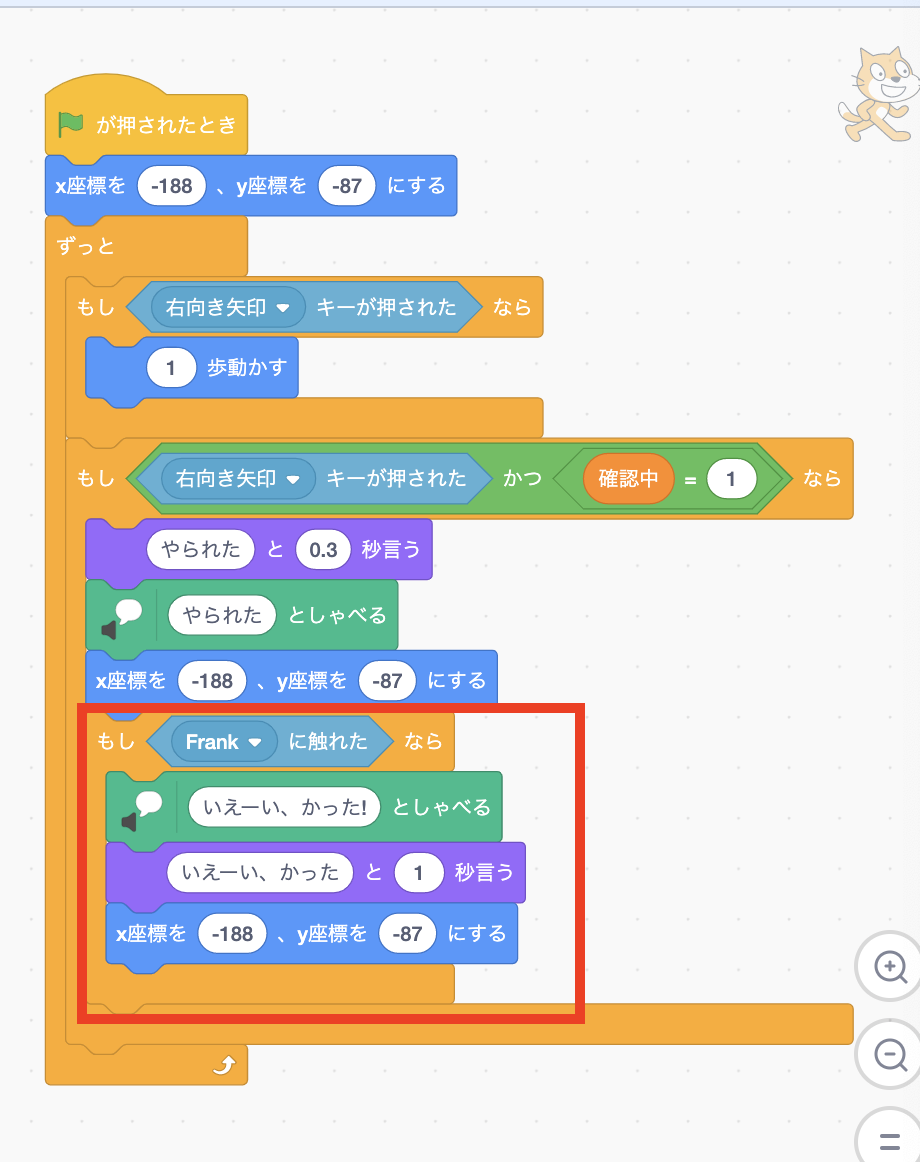 が押されたとき
x座標を -188 、y座標を -87 にする
ずっと
もし 右向き矢印 キーが押された なら
1 歩動かす
もし 右向き矢印 キーが押された かつ 確認中 = 1 なら
やられた と 0.3 秒言う
やられた としゃべる
x座標を -188 、y座標を -87 にする
もし Frank に触れた なら
いえーい、かった! としゃべる
いえーい、かった と 1 秒言う
x座標を -188 、y座標を -87 にする